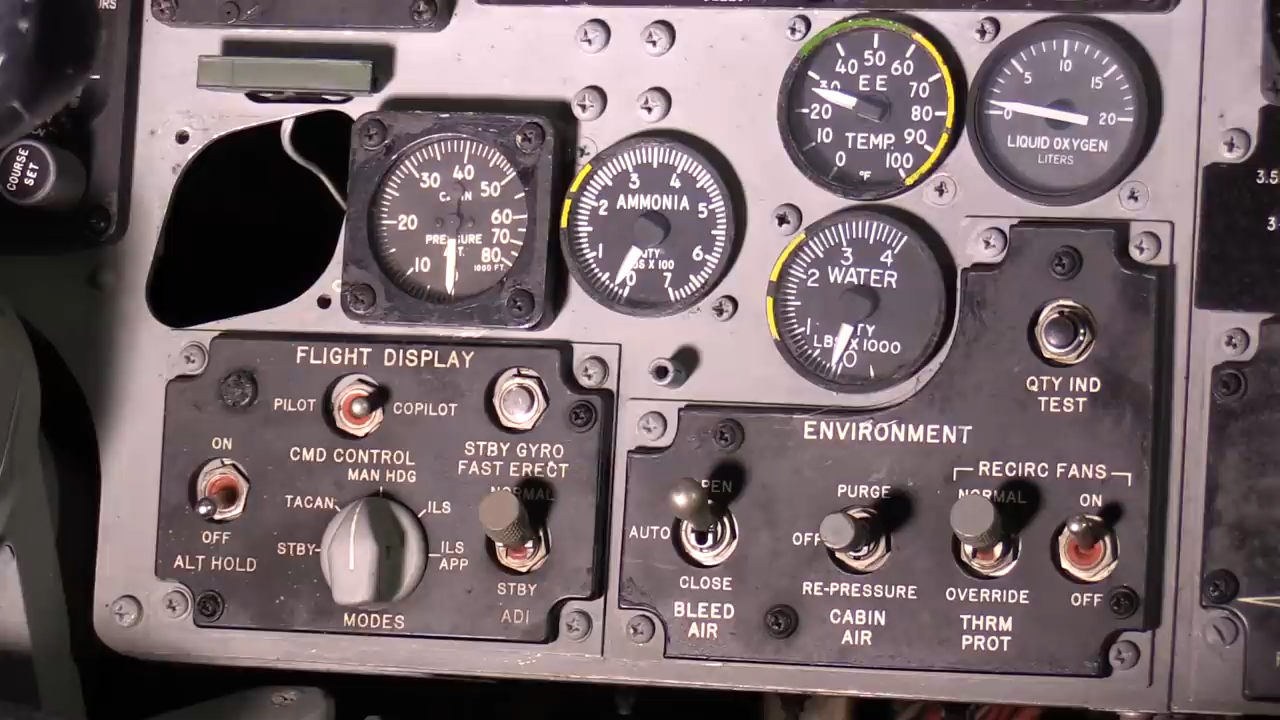 COURSE
SET
10
20
30
40
50
60
70
80
1000 FT.
1
2
3
4
5
6
7
0
AMMONIA
LBS X 100
0
10
20
30
40
50
60
70
80
90
100
E E
TEMP.
°F
0
5
10
15
20
LIQUID OXYGEN
LITERS
0
1
2
3
4
WATER
LBS X 1000
3.5
QTY IND
TEST
FLIGHT DISPLAY
PILOT
COPILOT
CMD CONTROL
STBY GYRO
FAST ERECT
ON
OFF
ALT HOLD
MAN HDG
TACAN
ILS
STBY
ILS
APP
MODES
NORMAL
STBY
ADI
ENVIRONMENT
OPEN
AUTO
CLOSE
BLEED
AIR
PURGE
OFF
RE-PRESSURE
CABIN
AIR
RECIRC FANS
NORMAL
OVERRIDE
THRM
PROT
ON
OFF